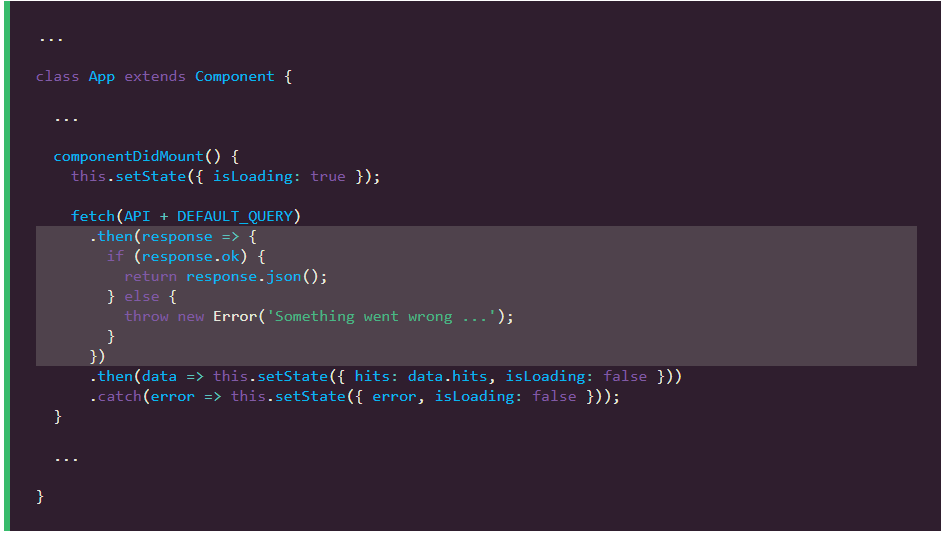 ...
class App extends Component {
  ...
  componentDidMount() {
    this.setState({ isLoading: true });
    fetch(API + DEFAULT_QUERY)
      .then(response => {
        if (response.ok) {
          return response.json();
        } else {
          throw new Error('Something went wrong ...');
        }
      })
      .then(data => this.setState({ hits: data.hits, isLoading: false }))
      .catch(error => this.setState({ error, isLoading: false }));
  }
  ...
}